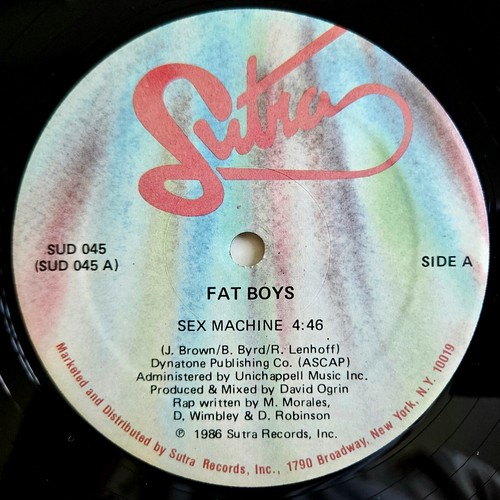 Sutra
SUD 045
(SUD 045 A)
SIDE A
FAT BOYS
SEX MACHINE 4:46
(J. Brown/B. Byrd/R. Lenhoff)
Dynatone Publishing Co. (ASCAP)
Administered by Unichappell Music Inc.
Produced & Mixed by David Ogrin
Rap written by M. Morales,
D. Wimbley & D. Robinson
℗ 1986 Sutra Records, Inc.
Marketed and Distributed by Sutra Records, Inc., 1790 Broadway, New York, N.Y. 10019